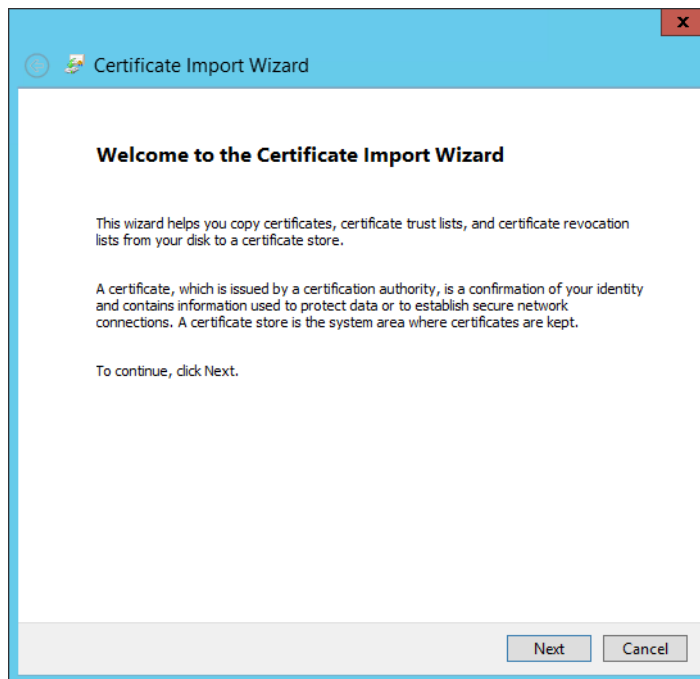 x
Certificate Import Wizard
Welcome to the Certificate Import Wizard
This wizard helps you copy certificates, certificate trust lists, and certificate revocation
lists from your disk to a certificate store.
A certificate, which is issued by a certification authority, is a confirmation of your identity
and contains information used to protect data or to establish secure network
connections. A certificate store is the system area where certificates are kept.
To continue, click Next.
Next Cancel